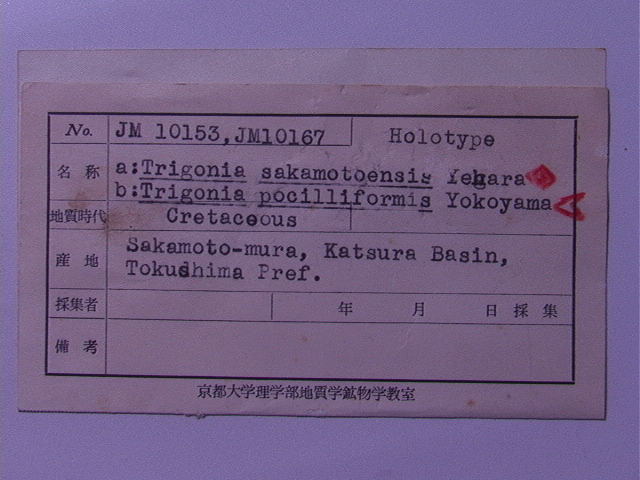 No. JM 10153, JM10167 Holotype
名称 a:Trigonia sakamotoensis Yehara
b:Trigonia pocilliformis Yokoyama
地質時代 Cretaceous
産地 Sakamoto-mura, Katsura Basin,
Tokushima Pref.
採集者 年 月 日 採集
備考
京都大学理学部地質学鉱物学教室